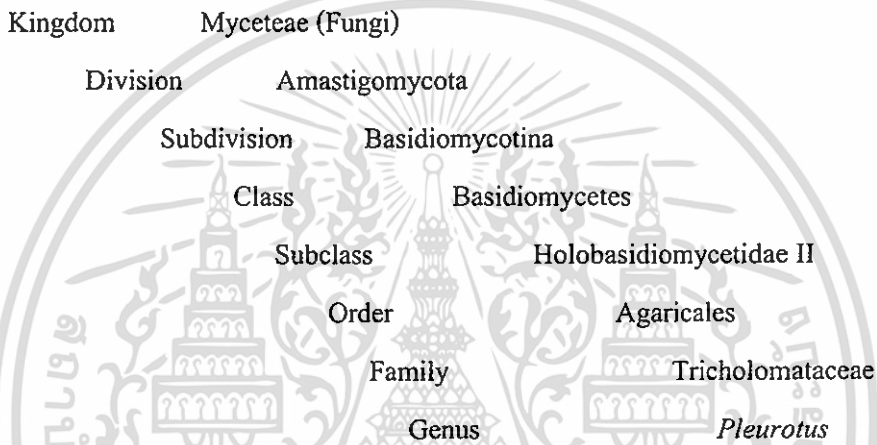 Kingdom Myceteae (Fungi)
Division Amastigomycota
Subdivision Basidiomycotina
Class Basidiomycetes
Subclass Holobasidiomycetidae II
Order Agaricales
Family Tricholomataceae
Genus Pleurotus